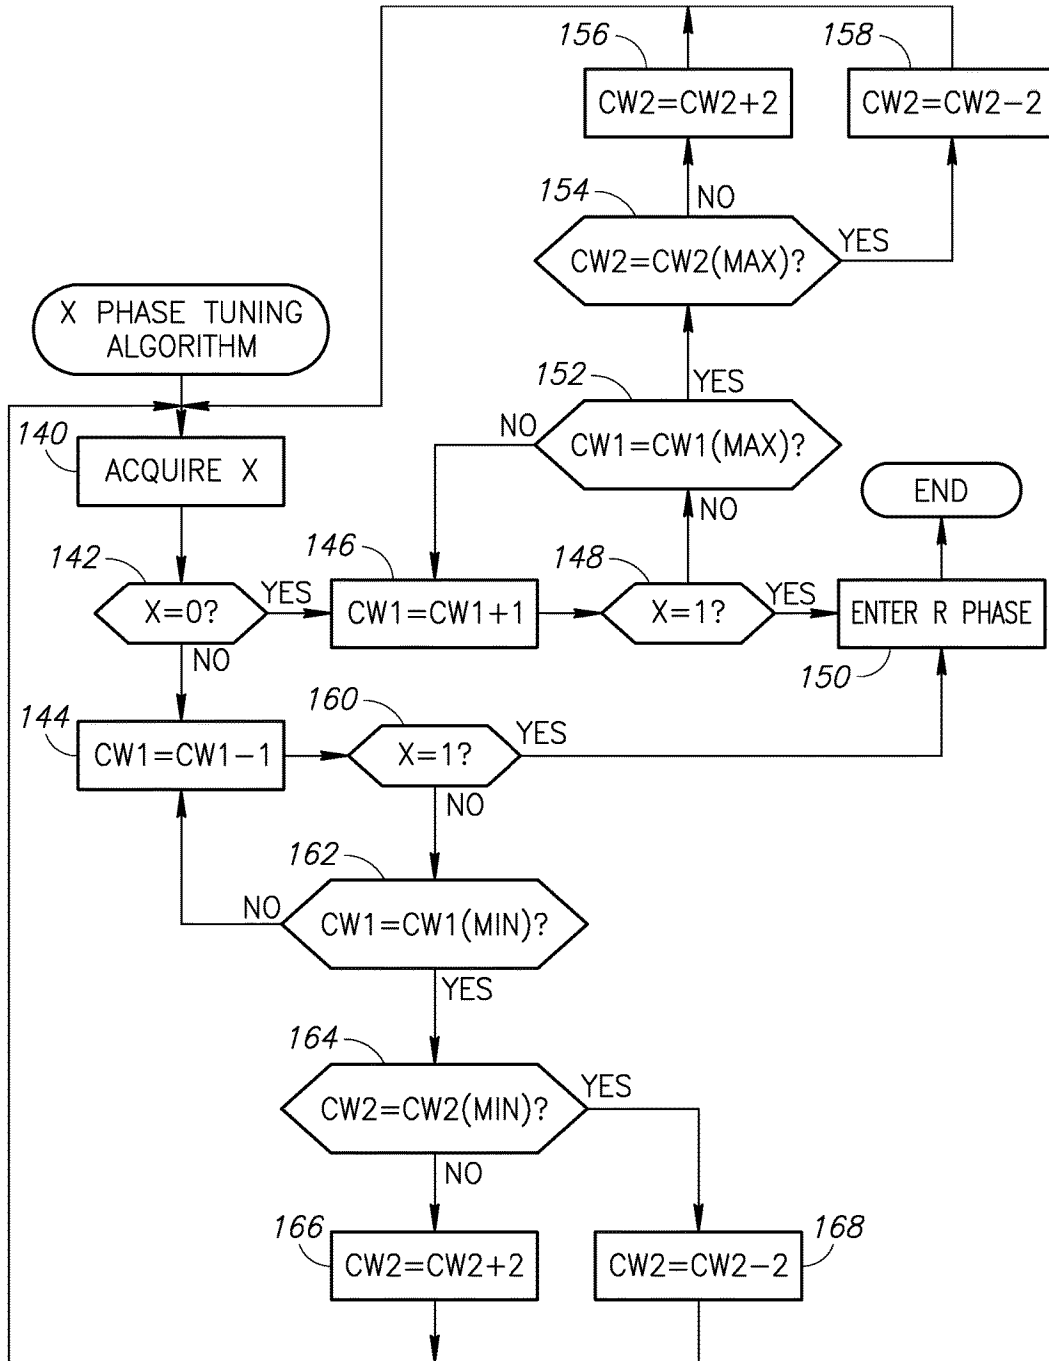 156
158
CW2=CW2+2
CW2=CW2-2
154
NO
YES
CW2=CW2(MAX)?
X PHASE TUNING
ALGORITHM
152
YES
NO
CW1=CW1(MAX)?
140
ACQUIRE X
NO
END
142
X=0?
YES
146
CW1=CW1+1
148
X=1?
YES
ENTER R PHASE
150
NO
144
CW1=CW1-1
160
X=1?
YES
NO
162
NO
CW1=CW1(MIN)?
YES
164
CW2=CW2(MIN)?
YES
NO
166
CW2=CW2+2
CW2=CW2-2
168